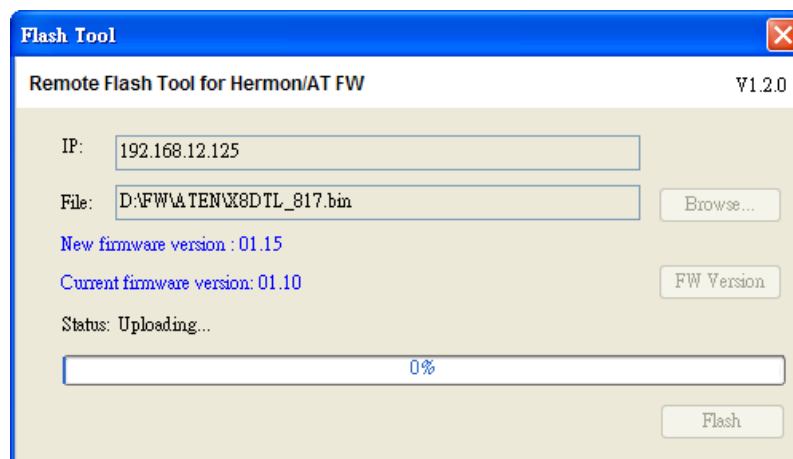 Flash Tool
Remote Flash Tool for Hermon/AT FW
V1.2.0
IP: 192.168.12.125
File: D:\FW\ATEN\X8DTL_817.bin
Browse...
New firmware version : 01.15
Current firmware version: 01.10
FW Version
Status: Uploading...
0%
Flash